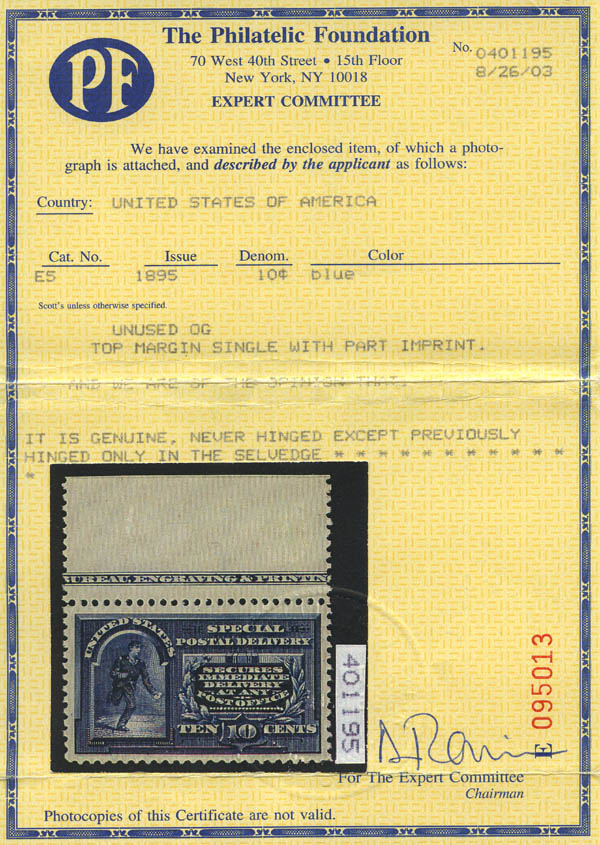 PF
The Philatelic Foundation
70 West 40th Street • 15th Floor
New York, NY 10018
EXPERT COMMITTEE
No. 0401195
8/26/03
We have examined the enclosed item, of which a photo-
graph is attached, and described by the applicant as follows:
Country: UNITED STATES OF AMERICA
Cat. No. Issue Denom. Color
E5 1895 10¢ blue
Scott's unless otherwise specified.
UNUSED OG
TOP MARGIN SINGLE WITH PART IMPRINT.
AND WE ARE OF THE OPINION THAT.
IT IS GENUINE, NEVER HINGED EXCEPT PREVIOUSLY
HINGED ONLY IN THE SELVEDGE * * * * * * * * * * *
*
UREAU, ENGRAVING & PRINTIN
UNITED STATES
SPECIAL
POSTAL DELIVERY
SECURES
IMMEDIATE
DELIVERY
AT ANY
POST OFFICE
TEN 10 CENTS
401195
E 095013
For The Expert Committee
Chairman
Photocopies of this Certificate are not valid.